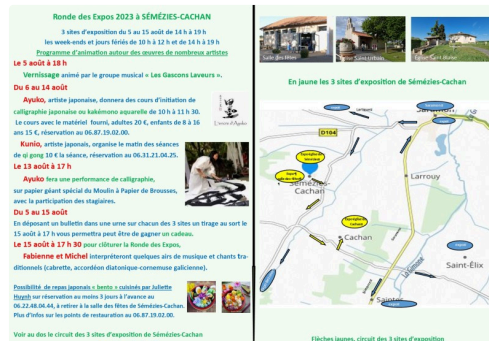 Ronde des Expos 2023 à SÉMÉZIES-CACHAN
3 sites d'exposition du 5 au 15 août de 14 h à 19 h
les week-ends et jours fériés de 10 h à 12 h et de 14 h à 19 h
Programme d'animation autour des œuvres de nombreux artistes
Le 5 août à 18 h
Vernissage animé par le groupe musical « Les Gascons Laveurs ».
Du 6 au 14 août
Ayuko, artiste japonaise, donnera des cours d'initiation de
calligraphie japonaise ou kakémono aquarelle de 10 h à 11 h 30.
Le cours avec matériel fourni, adultes 20 €, enfants de 8 à 16
ans 15 €, réservation au 06.87.19.02.00.
Kunio, artiste japonais, organise le matin des séances
de qi gong 10 € la séance, réservation au 06.31.21.04.25.
Le 13 août à 17 h
Ayuko fera une performance de calligraphie,
sur papier géant spécial du Moulin à Papier de Brousses,
avec la participation des stagiaires.
Du 5 au 15 août
En déposant un bulletin dans une urne sur chacun des 3 sites un tirage au sort le
15 août à 17 h vous permettra peut être de gagner un cadeau.
Le 15 août à 17 h 30 pour clôturer la Ronde des Expos,
Fabienne et Michel interpréteront quelques airs de musique et chants tra-
ditionnels (cabrette, accordéon diatonique-cornemuse galicienne).
Possibilité de repas japonais « bento » cuisinés par Juliette
Huynh sur réservation au moins 3 jours à l'avance au
06.22.48.04.44, à retirer à la salle des fêtes de Sémézies-Cachan.
Plus d'infos sur les points de restauration au 06.87.19.02.00.
Voir au dos le circuit des 3 sites d'exposition de Sémézies-Cachan
Salle des fêtes
En jaune les 3 sites d'exposition de Sémézies-Cachan
D104
Larrouy
Sémézies-
Cachan
Cachan
Saint-Élix
La Gimone
Flèches jaunes, circuit des 3 sites d'exposition